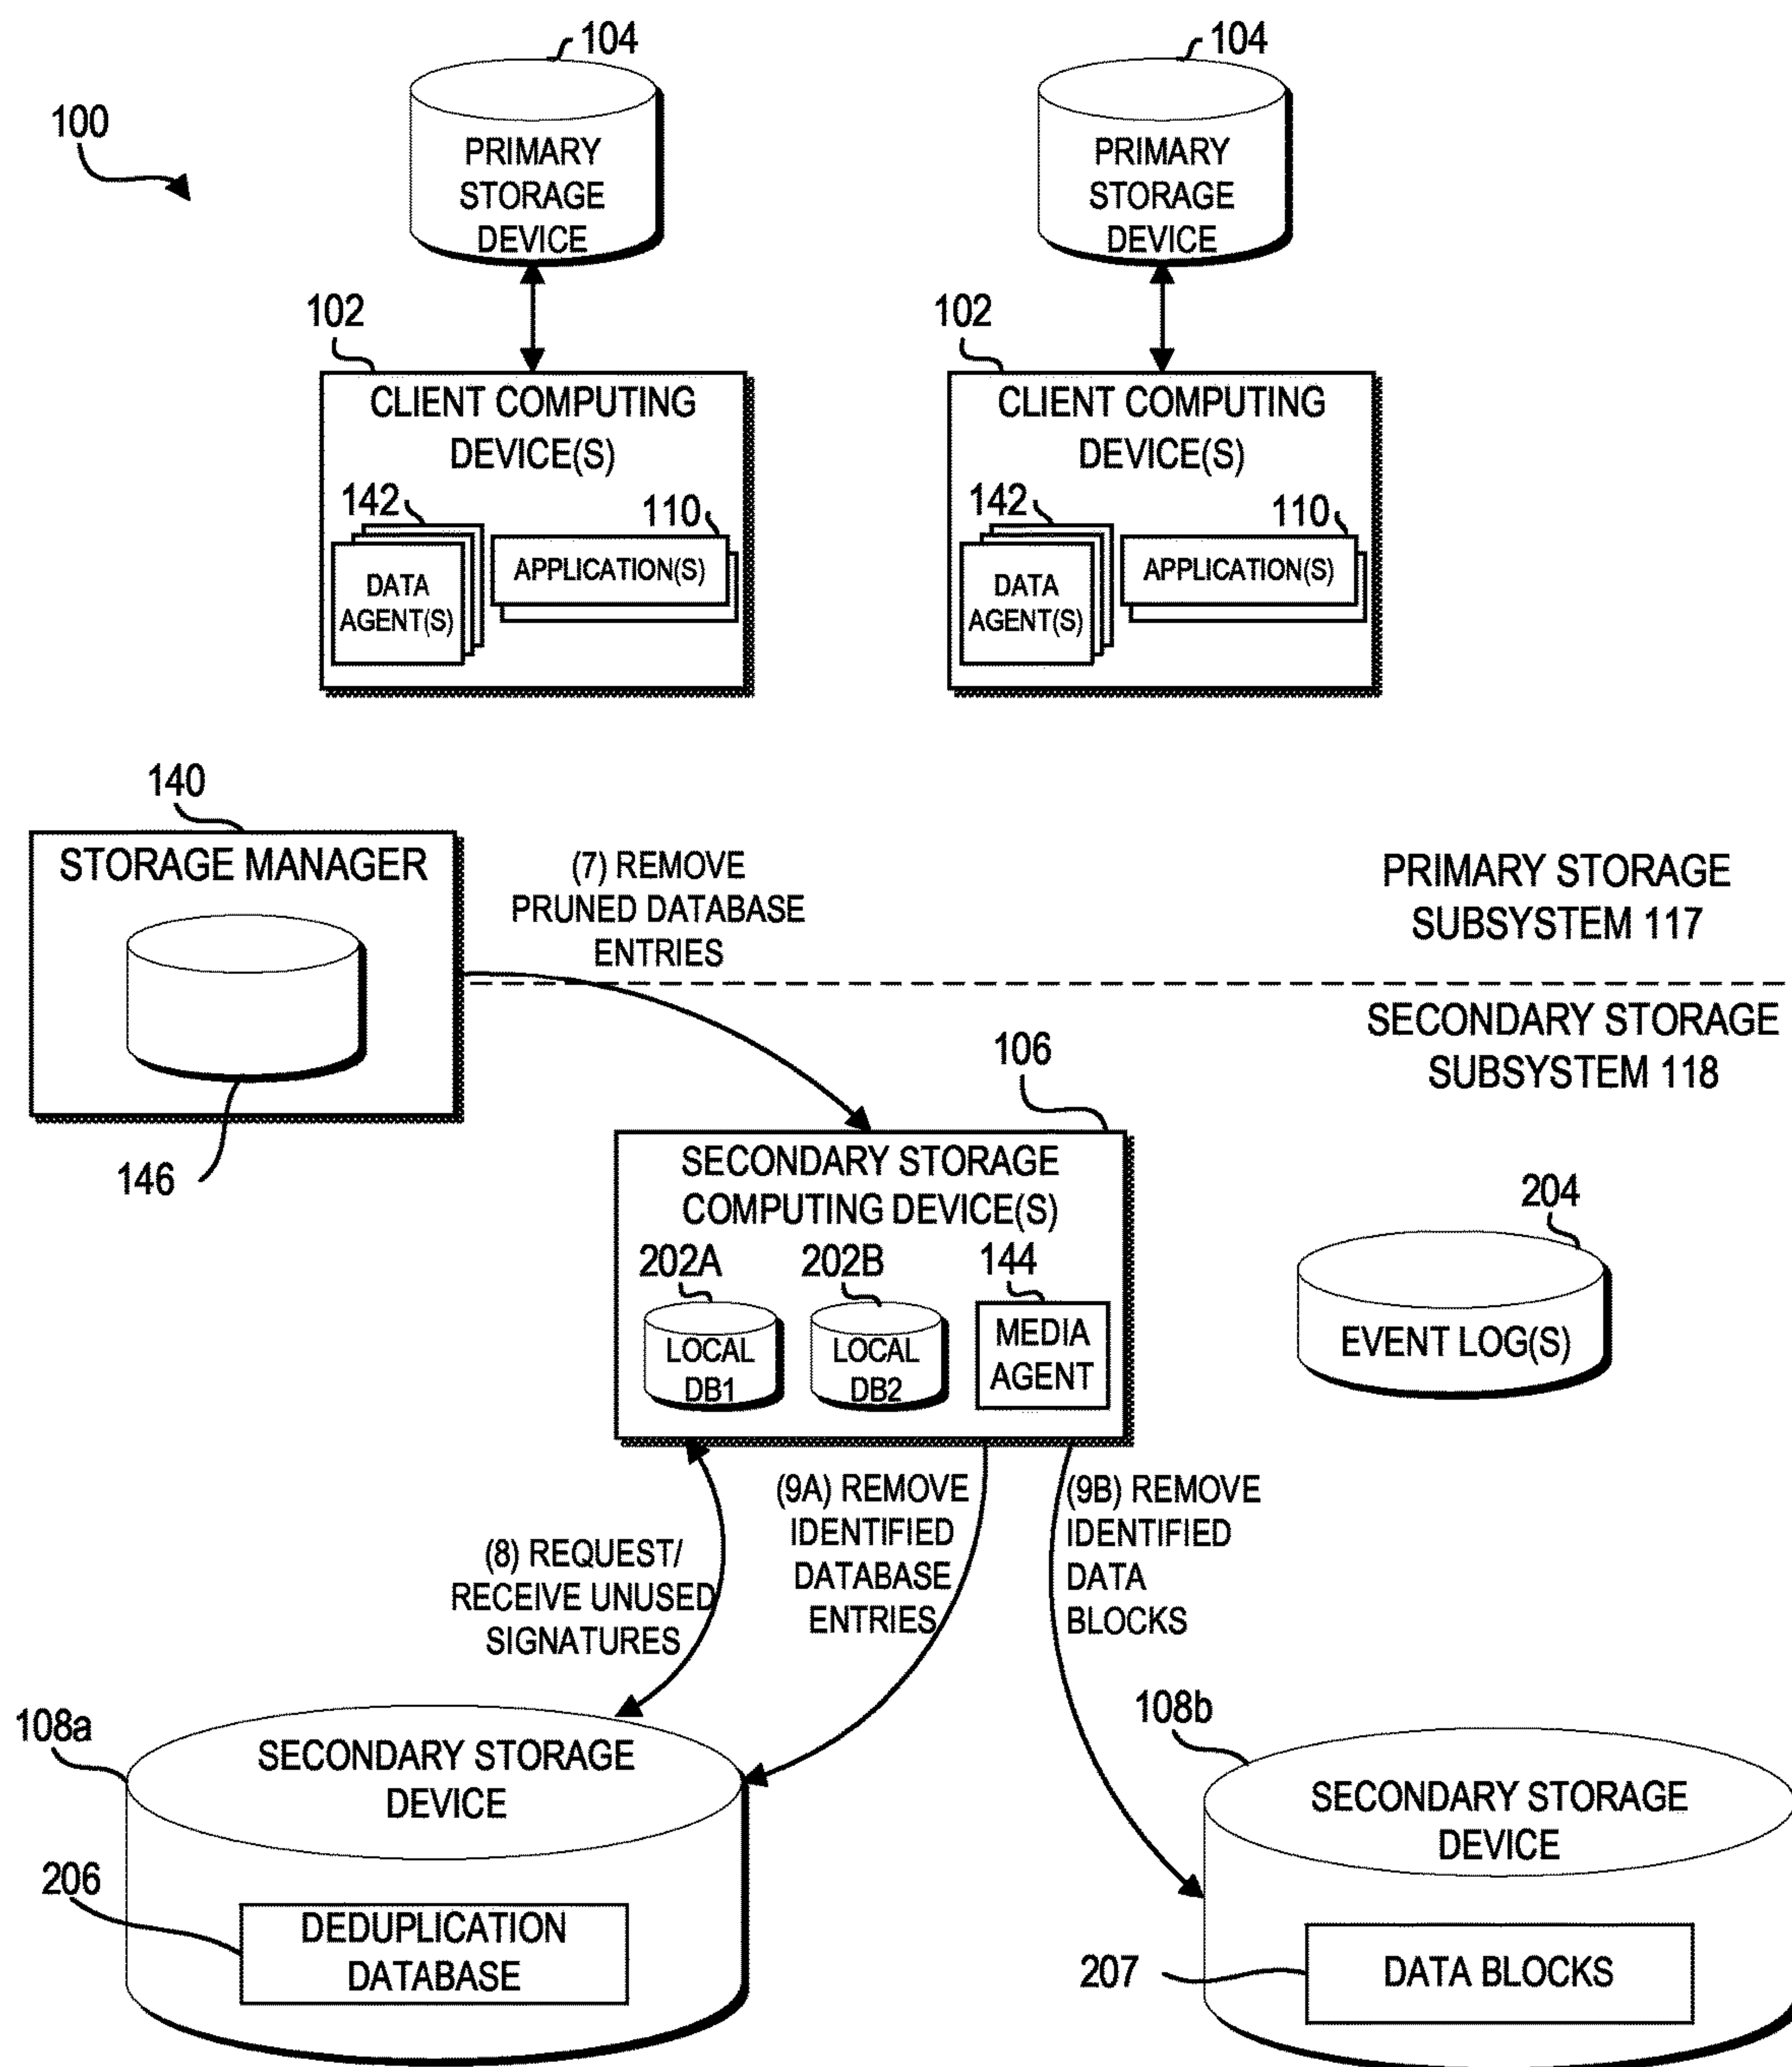 104
104
100
PRIMARY
STORAGE
DEVICE
PRIMARY
STORAGE
DEVICE
102
102
CLIENT COMPUTING
DEVICE(S)
142
110
DATA
AGENT(S)
APPLICATION(S)
CLIENT COMPUTING
DEVICE(S)
142
110
DATA
AGENT(S)
APPLICATION(S)
140
STORAGE MANAGER
146
(7) REMOVE
PRUNED DATABASE
ENTRIES
PRIMARY STORAGE
SUBSYSTEM 117
SECONDARY STORAGE
SUBSYSTEM 118
106
SECONDARY STORAGE
COMPUTING DEVICE(S)
202A
202B
144
LOCAL
DB1
LOCAL
DB2
MEDIA
AGENT
204
EVENT LOG(S)
(8) REQUEST/
RECEIVE UNUSED
SIGNATURES
(9A) REMOVE
IDENTIFIED
DATABASE
ENTRIES
(9B) REMOVE
IDENTIFIED
DATA
BLOCKS
108a
SECONDARY STORAGE
DEVICE
206
DEDUPLICATION
DATABASE
108b
SECONDARY STORAGE
DEVICE
207
DATA BLOCKS